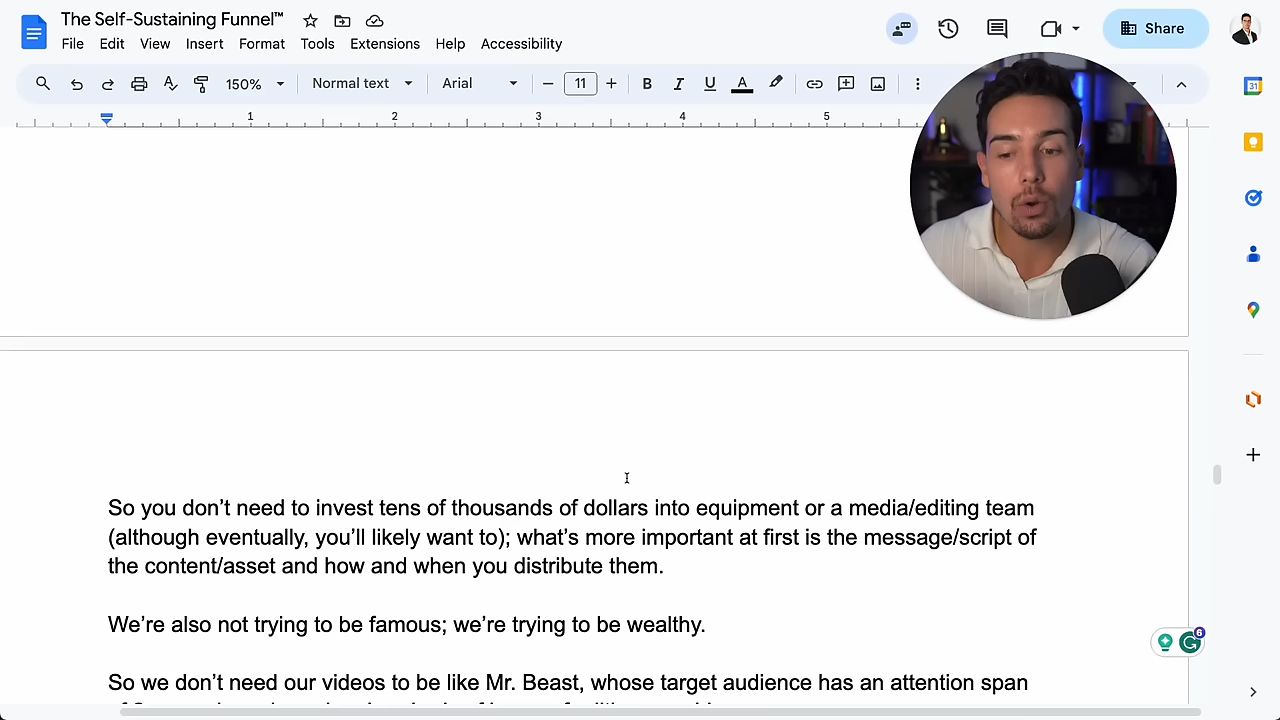 The Self-Sustaining Funnel™
File Edit View Insert Format Tools Extensions Help Accessibility
Share
150% Normal text Arial 11 B I U A
1 2 3 4 5
31
So you don’t need to invest tens of thousands of dollars into equipment or a media/editing team
(although eventually, you’ll likely want to); what’s more important at first is the message/script of
the content/asset and how and when you distribute them.
We’re also not trying to be famous; we’re trying to be wealthy.
6
So we don’t need our videos to be like Mr. Beast, whose target audience has an attention span